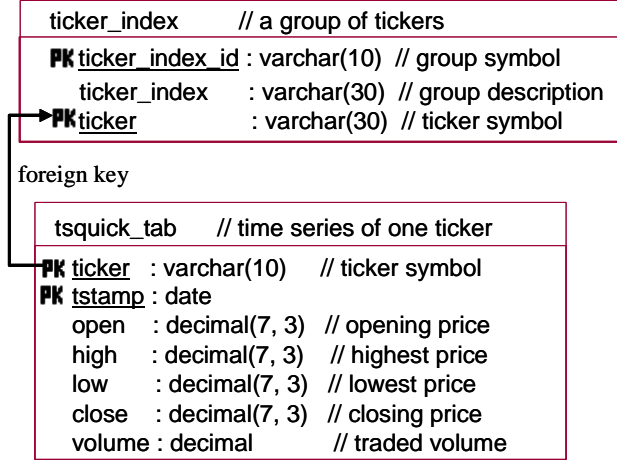 ticker_index // a group of tickers
PK ticker_index_id : varchar(10) // group symbol
ticker_index : varchar(30) // group description
PK ticker : varchar(30) // ticker symbol
foreign key
tsquick_tab // time series of one ticker
PK ticker : varchar(10) // ticker symbol
PK tstamp : date
open : decimal(7, 3) // opening price
high : decimal(7, 3) // highest price
low : decimal(7, 3) // lowest price
close : decimal(7, 3) // closing price
volume : decimal // traded volume